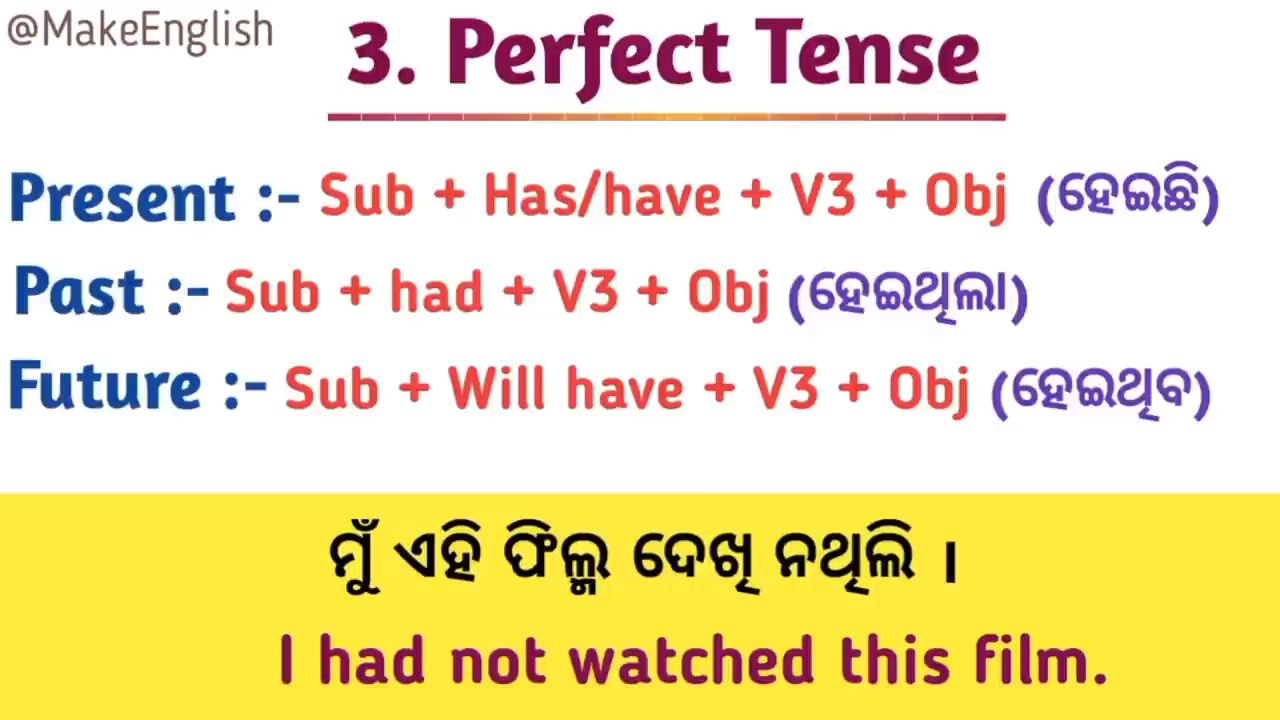 @MakeEnglish
3. Perfect Tense
Present :- Sub + Has/have + V3 + Obj (ହେଇଛି)
Past :- Sub + had + V3 + Obj (ହେଇଥିଲା)
Future :- Sub + Will have + V3 + Obj (ହେଇଥିବ)
ମୁଁ ଏହି ଫିଲ୍ମ ଦେଖି ନଥିଲି ।
I had not watched this film.